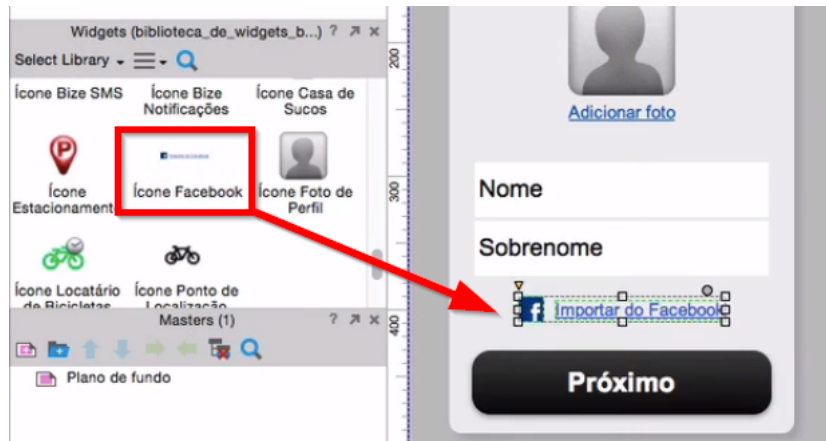 Widgets (biblioteca_de_widgets_b...) ? 
Select Library
Ícone Bize SMS
Ícone Bize
Notificações
Ícone Casa de
Sucos
Ícone
Estacionament
Ícone Facebook
Ícone Foto de
Perfil
Ícone Locatário
de Bicicletas
Ícone Ponto de
Localização
Masters (1) ?
Plano de fundo
200
300
400
Adicionar foto
Nome
Sobrenome
f Importar do Facebook
Próximo